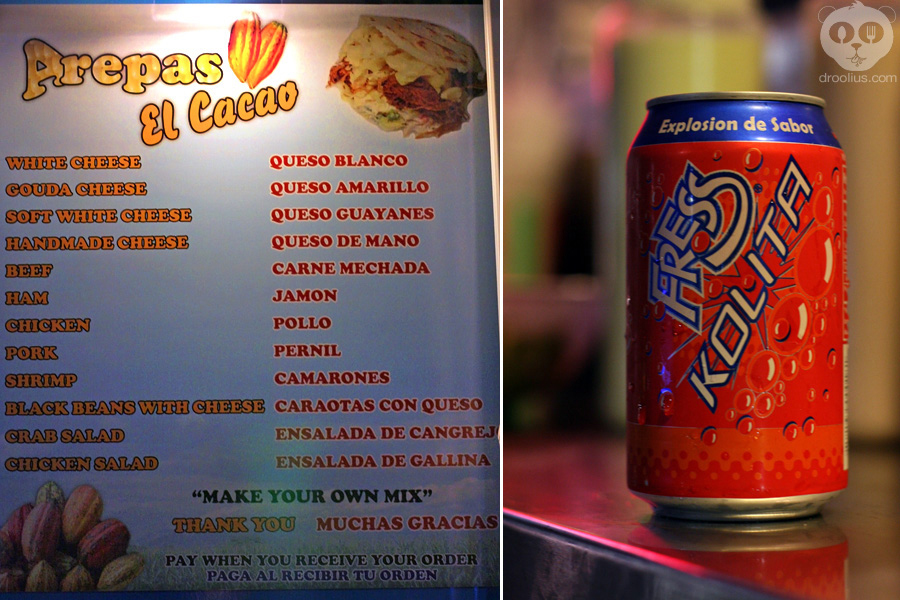 Arepas
El Cacao
WHITE CHEESE QUESO BLANCO
GOUDA CHEESE QUESO AMARILLO
SOFT WHITE CHEESE QUESO GUAYANES
HANDMADE CHEESE QUESO DE MANO
BEEF CARNE MECHADA
HAM JAMON
CHICKEN POLLO
PORK PERNIL
SHRIMP CAMARONES
BLACK BEANS WITH CHEESE CARAOTAS CON QUESO
CRAB SALAD ENSALADA DE CANGREJ
CHICKEN SALAD ENSALADA DE GALLINA
"MAKE YOUR OWN MIX"
THANK YOU MUCHAS GRACIAS
PAY WHEN YOU RECEIVE YOUR ORDER
PAGA AL RECIBIR TU ORDEN
droolius.com
Explosion de Sabor
FRESS
KOLITA